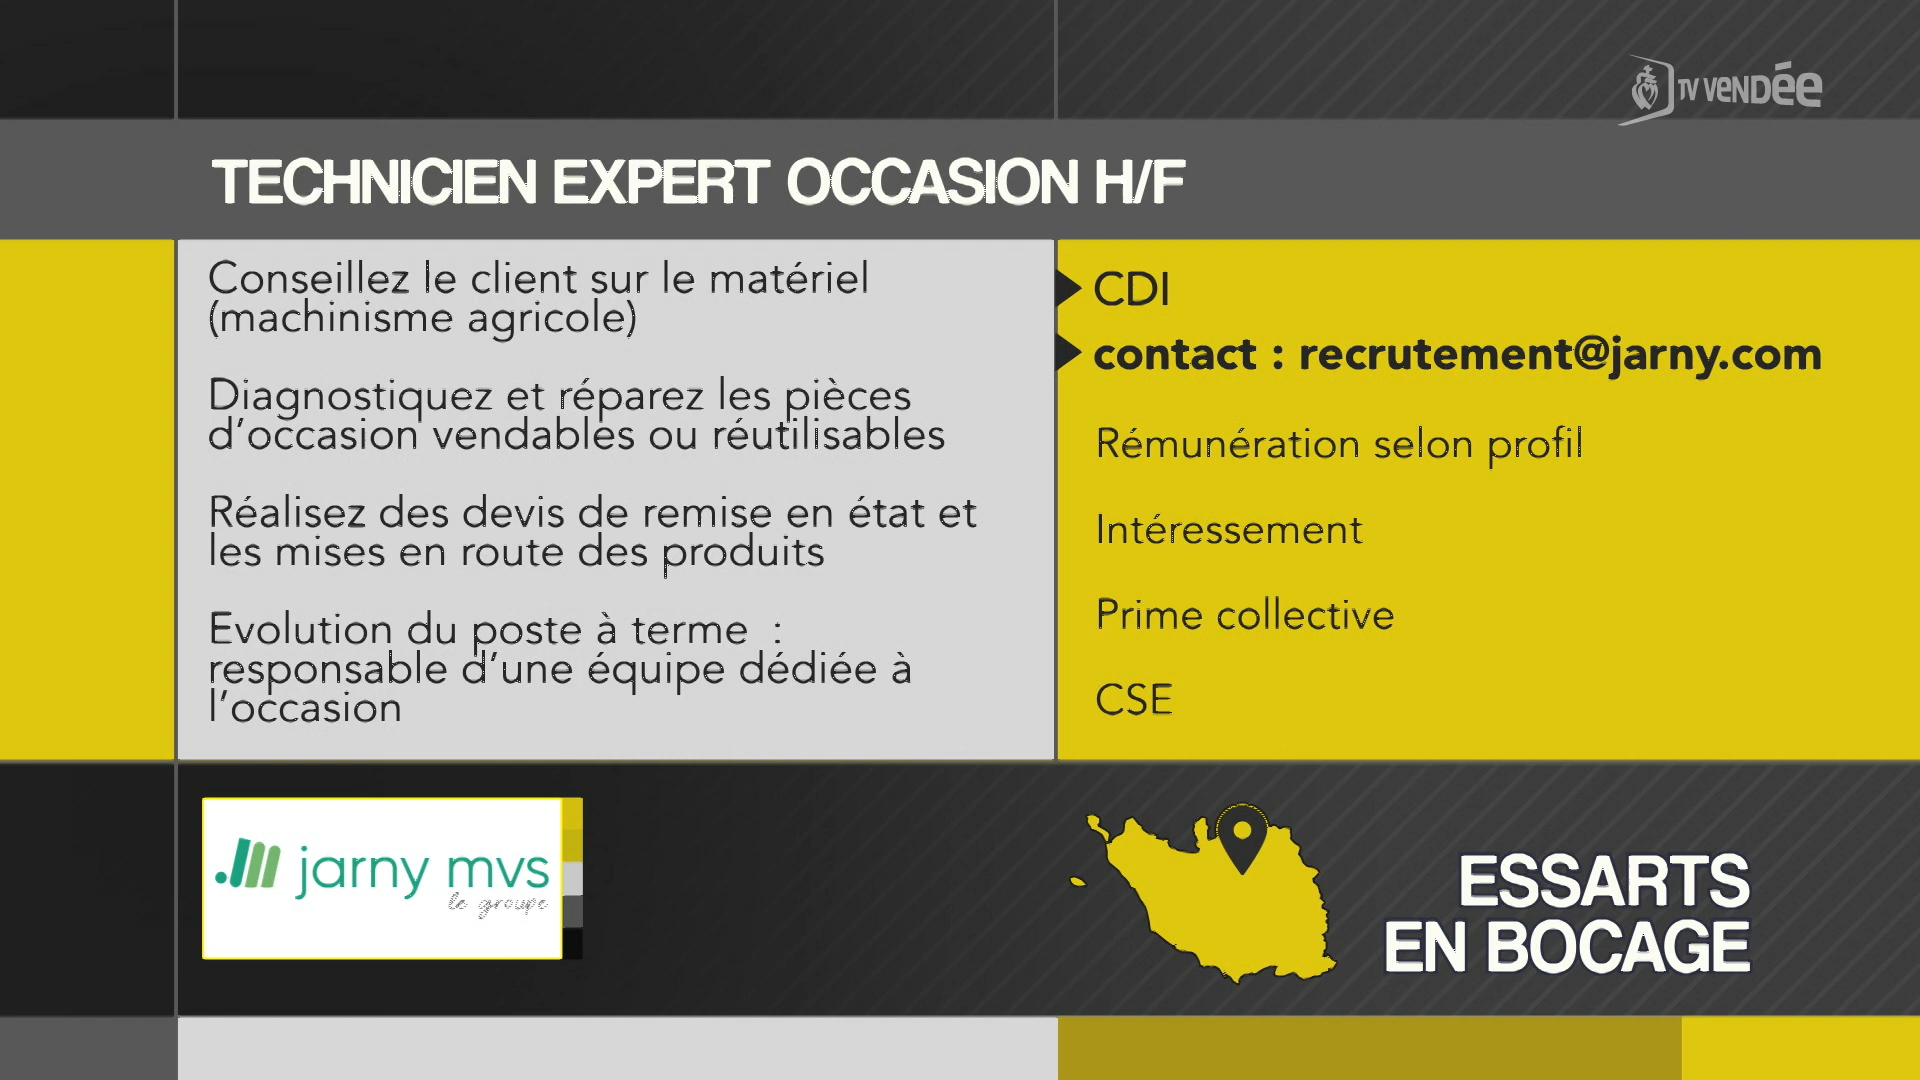 TV VENDÉE
TECHNICIEN EXPERT OCCASION H/F
Conseillez le client sur le matériel
(machinisme agricole)
Diagnostiquez et réparez les pièces
d’occasion vendables ou réutilisables
Réalisez des devis de remise en état et
les mises en route des produits
Evolution du poste à terme :
responsable d’une équipe dédiée à
l’occasion
CDI
contact : recrutement@jarny.com
Rémunération selon profil
Intéressement
Prime collective
CSE
jarny mvs
le groupe
ESSARTS
EN BOCAGE